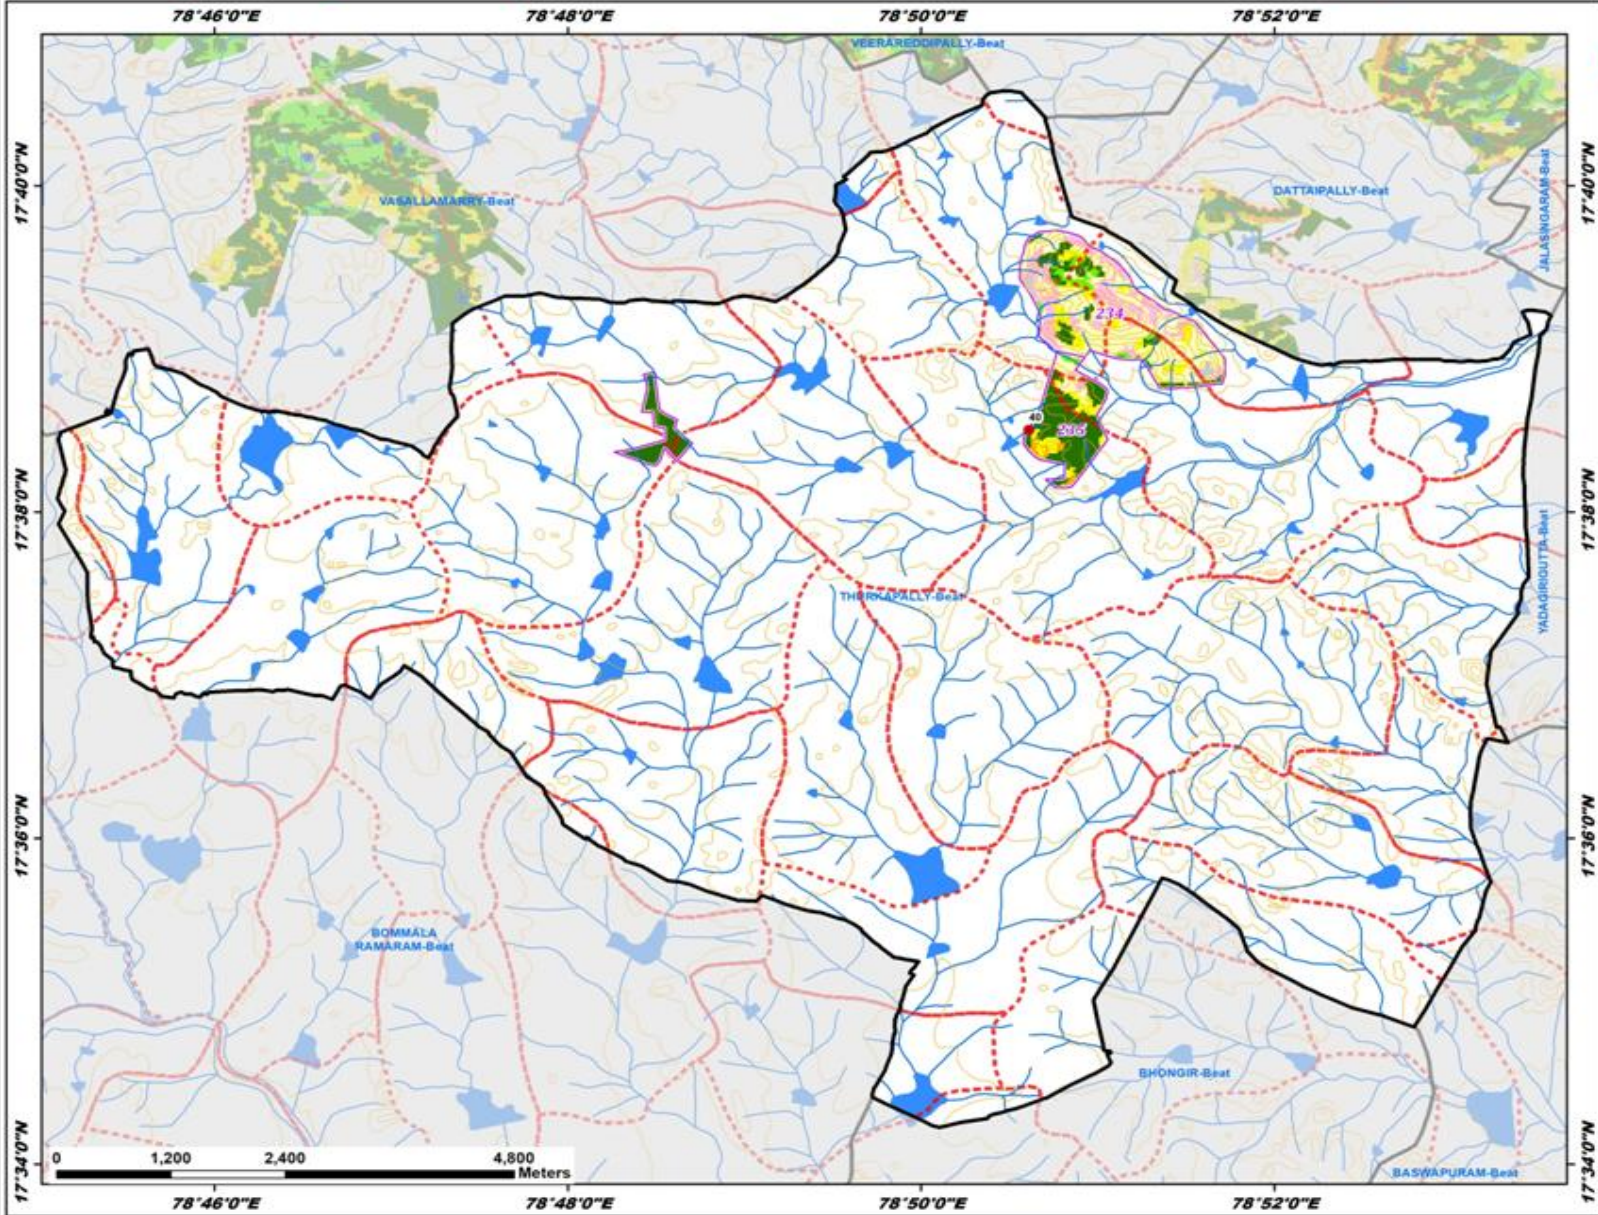 78°46'0"E 78°48'0"E 78°50'0"E 78°52'0"E
VEERAREDDIPALLY-Beat
17°40'0"N
17°40'0"N
JALASINGARAM-Beat
DATTAIPALLY-Beat
VASALLAMARRY-Beat
234
40
17°38'0"N
17°38'0"N
YADAGIRIGUTTA-Beat
THURKAPALLY-Beat
17°36'0"N
17°36'0"N
BOMMALA
RAMARAM-Beat
BHONGIR-Beat
17°34'0"N
17°34'0"N
BASWAPURAM-Beat
0 1,200 2,400 4,800
Meters
78°46'0"E 78°48'0"E 78°50'0"E 78°52'0"E